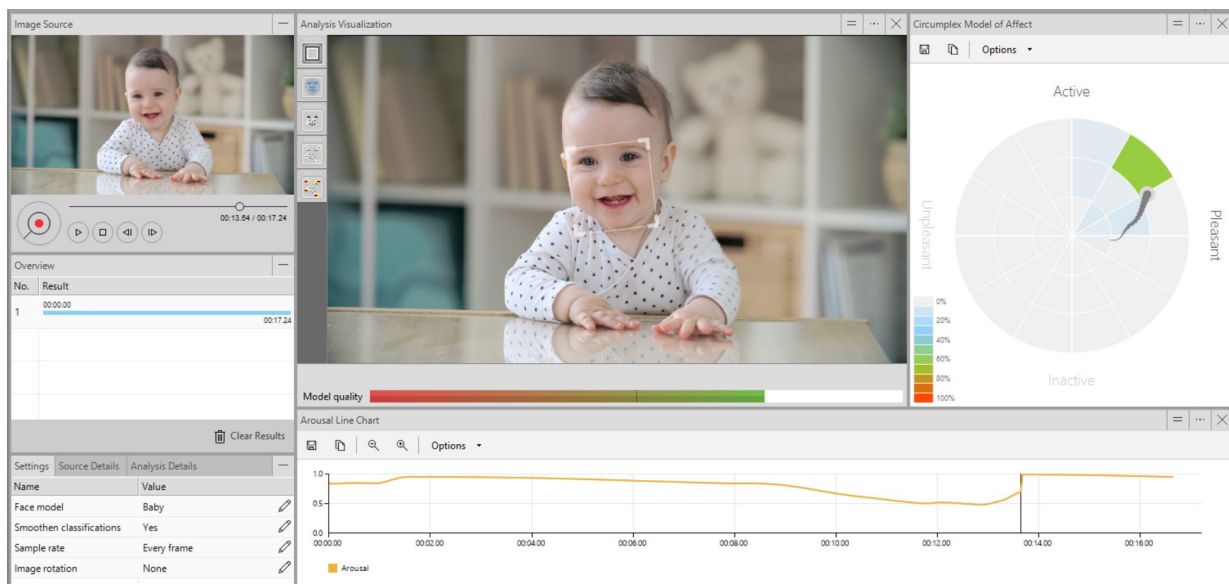 Image Source
00:13.64 / 00:17.24
Overview
No. Result
1 00:00.00
00:17.24
Clear Results
Settings Source Details Analysis Details
Name Value
Face model Baby
Smoothen classifications Yes
Sample rate Every frame
Image rotation None
Analysis Visualization
Model quality
Circumplex Model of Affect
Options
Active
Unpleasant
Pleasant
Inactive
0%
20%
40%
60%
80%
100%
Arousal Line Chart
Options
1.0
0.5
0.0
00:00.00 00:02.00 00:04.00 00:06.00 00:08.00 00:10.00 00:12.00 00:14.00 00:16.00
Arousal